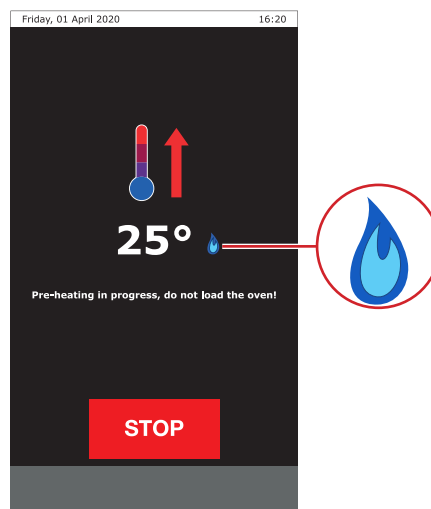 Friday, 01 April 2020 16:20
25°
Pre-heating in progress, do not load the oven!
STOP